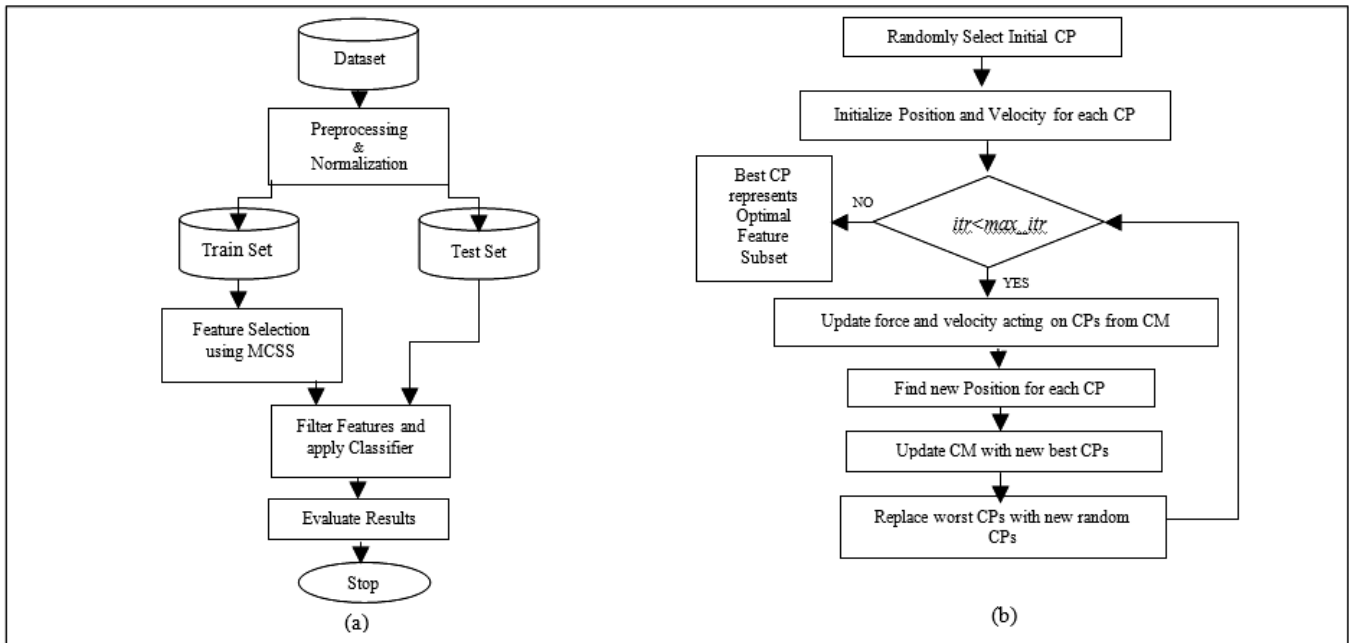 Dataset
Preprocessing
&
Normalization
Train Set
Test Set
Feature Selection
using MCSS
Filter Features and
apply Classifier
Evaluate Results
Stop
(a)
Randomly Select Initial CP
Initialize Position and Velocity for each CP
Best CP
represents
Optimal
Feature
Subset
NO
itr<max_itr
YES
Update force and velocity acting on CPs from CM
Find new Position for each CP
Update CM with new best CPs
Replace worst CPs with new random
CPs
(b)